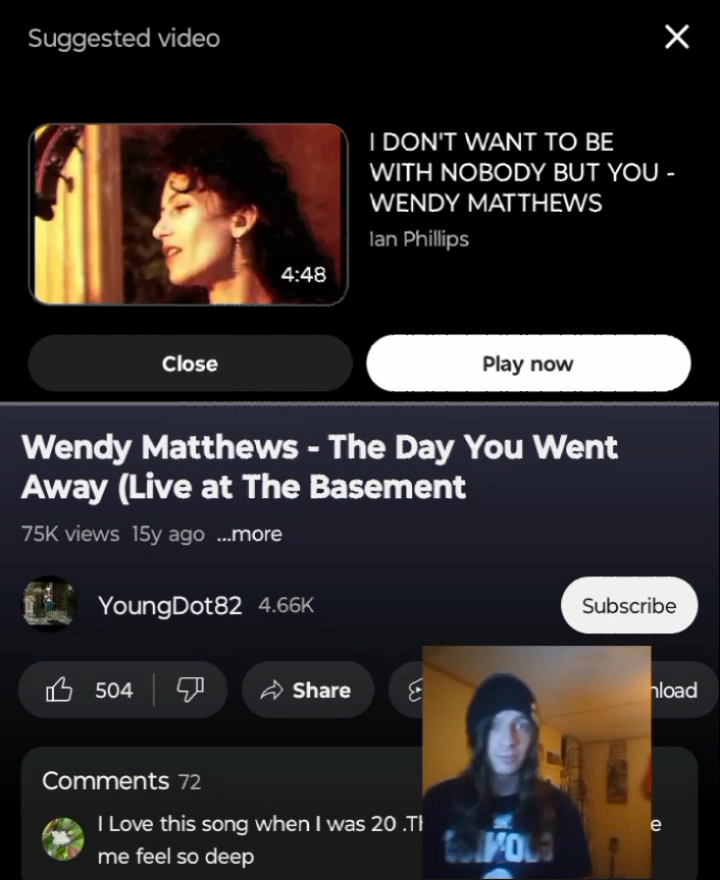 Suggested video
I DON'T WANT TO BE
WITH NOBODY BUT YOU -
WENDY MATTHEWS
Ian Phillips
4:48
Close
Play now
Wendy Matthews - The Day You Went
Away (Live at The Basement
75K views 15y ago ...more
YoungDot82 4.66K
Subscribe
504
Share
nload
Comments 72
I Love this song when I was 20 .Th
e
me feel so deep